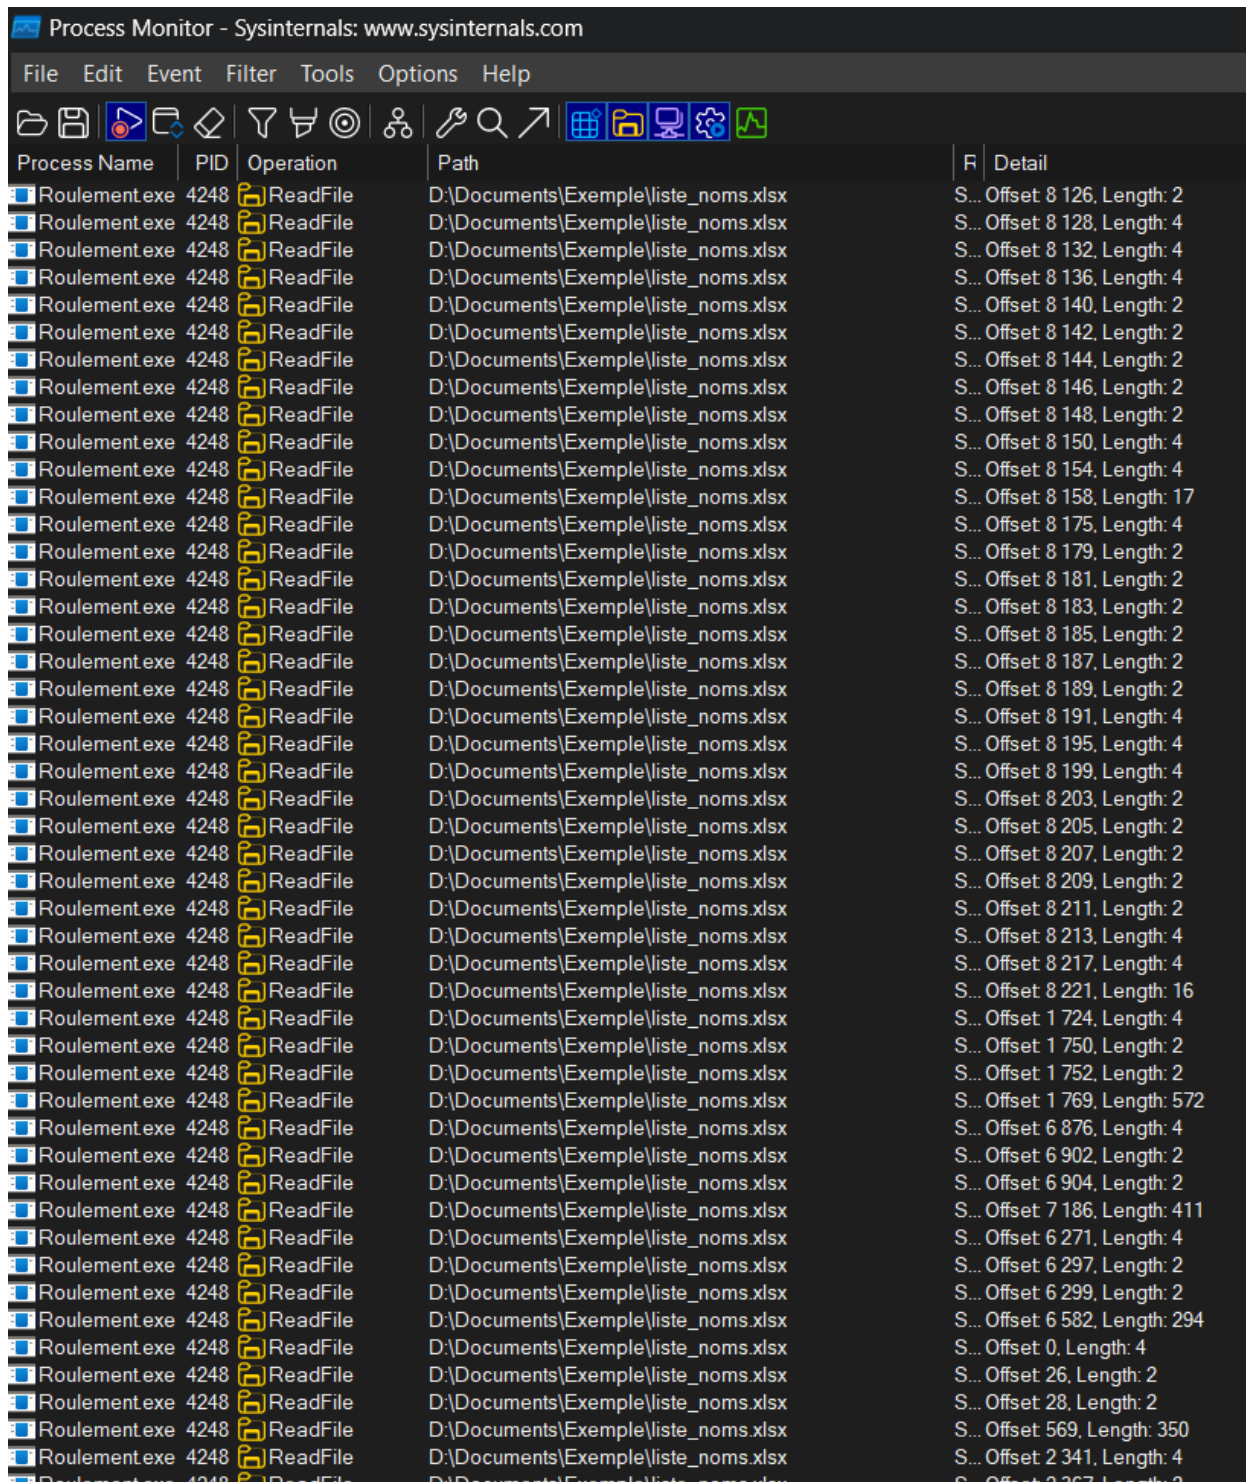 Process Monitor - Sysinternals: www.sysinternals.com
File Edit Event Filter Tools Options Help
Process Name PID Operation Path R Detail
Roulement.exe 4248 ReadFile D:\Documents\Exemple\liste_noms.xlsx S... Offset: 8 126, Length: 2
Roulement.exe 4248 ReadFile D:\Documents\Exemple\liste_noms.xlsx S... Offset: 8 128, Length: 4
Roulement.exe 4248 ReadFile D:\Documents\Exemple\liste_noms.xlsx S... Offset: 8 132, Length: 4
Roulement.exe 4248 ReadFile D:\Documents\Exemple\liste_noms.xlsx S... Offset: 8 136, Length: 4
Roulement.exe 4248 ReadFile D:\Documents\Exemple\liste_noms.xlsx S... Offset: 8 140, Length: 2
Roulement.exe 4248 ReadFile D:\Documents\Exemple\liste_noms.xlsx S... Offset: 8 142, Length: 2
Roulement.exe 4248 ReadFile D:\Documents\Exemple\liste_noms.xlsx S... Offset: 8 144, Length: 2
Roulement.exe 4248 ReadFile D:\Documents\Exemple\liste_noms.xlsx S... Offset: 8 146, Length: 2
Roulement.exe 4248 ReadFile D:\Documents\Exemple\liste_noms.xlsx S... Offset: 8 148, Length: 2
Roulement.exe 4248 ReadFile D:\Documents\Exemple\liste_noms.xlsx S... Offset: 8 150, Length: 4
Roulement.exe 4248 ReadFile D:\Documents\Exemple\liste_noms.xlsx S... Offset: 8 154, Length: 4
Roulement.exe 4248 ReadFile D:\Documents\Exemple\liste_noms.xlsx S... Offset: 8 158, Length: 17
Roulement.exe 4248 ReadFile D:\Documents\Exemple\liste_noms.xlsx S... Offset: 8 175, Length: 4
Roulement.exe 4248 ReadFile D:\Documents\Exemple\liste_noms.xlsx S... Offset: 8 179, Length: 2
Roulement.exe 4248 ReadFile D:\Documents\Exemple\liste_noms.xlsx S... Offset: 8 181, Length: 2
Roulement.exe 4248 ReadFile D:\Documents\Exemple\liste_noms.xlsx S... Offset: 8 183, Length: 2
Roulement.exe 4248 ReadFile D:\Documents\Exemple\liste_noms.xlsx S... Offset: 8 185, Length: 2
Roulement.exe 4248 ReadFile D:\Documents\Exemple\liste_noms.xlsx S... Offset: 8 187, Length: 2
Roulement.exe 4248 ReadFile D:\Documents\Exemple\liste_noms.xlsx S... Offset: 8 189, Length: 2
Roulement.exe 4248 ReadFile D:\Documents\Exemple\liste_noms.xlsx S... Offset: 8 191, Length: 4
Roulement.exe 4248 ReadFile D:\Documents\Exemple\liste_noms.xlsx S... Offset: 8 195, Length: 4
Roulement.exe 4248 ReadFile D:\Documents\Exemple\liste_noms.xlsx S... Offset: 8 199, Length: 4
Roulement.exe 4248 ReadFile D:\Documents\Exemple\liste_noms.xlsx S... Offset: 8 203, Length: 2
Roulement.exe 4248 ReadFile D:\Documents\Exemple\liste_noms.xlsx S... Offset: 8 205, Length: 2
Roulement.exe 4248 ReadFile D:\Documents\Exemple\liste_noms.xlsx S... Offset: 8 207, Length: 2
Roulement.exe 4248 ReadFile D:\Documents\Exemple\liste_noms.xlsx S... Offset: 8 209, Length: 2
Roulement.exe 4248 ReadFile D:\Documents\Exemple\liste_noms.xlsx S... Offset: 8 211, Length: 2
Roulement.exe 4248 ReadFile D:\Documents\Exemple\liste_noms.xlsx S... Offset: 8 213, Length: 4
Roulement.exe 4248 ReadFile D:\Documents\Exemple\liste_noms.xlsx S... Offset: 8 217, Length: 4
Roulement.exe 4248 ReadFile D:\Documents\Exemple\liste_noms.xlsx S... Offset: 8 221, Length: 16
Roulement.exe 4248 ReadFile D:\Documents\Exemple\liste_noms.xlsx S... Offset: 1 724, Length: 4
Roulement.exe 4248 ReadFile D:\Documents\Exemple\liste_noms.xlsx S... Offset: 1 750, Length: 2
Roulement.exe 4248 ReadFile D:\Documents\Exemple\liste_noms.xlsx S... Offset: 1 752, Length: 2
Roulement.exe 4248 ReadFile D:\Documents\Exemple\liste_noms.xlsx S... Offset: 1 769, Length: 572
Roulement.exe 4248 ReadFile D:\Documents\Exemple\liste_noms.xlsx S... Offset: 6 876, Length: 4
Roulement.exe 4248 ReadFile D:\Documents\Exemple\liste_noms.xlsx S... Offset: 6 902, Length: 2
Roulement.exe 4248 ReadFile D:\Documents\Exemple\liste_noms.xlsx S... Offset: 6 904, Length: 2
Roulement.exe 4248 ReadFile D:\Documents\Exemple\liste_noms.xlsx S... Offset: 7 186, Length: 411
Roulement.exe 4248 ReadFile D:\Documents\Exemple\liste_noms.xlsx S... Offset: 6 271, Length: 4
Roulement.exe 4248 ReadFile D:\Documents\Exemple\liste_noms.xlsx S... Offset: 6 297, Length: 2
Roulement.exe 4248 ReadFile D:\Documents\Exemple\liste_noms.xlsx S... Offset: 6 299, Length: 2
Roulement.exe 4248 ReadFile D:\Documents\Exemple\liste_noms.xlsx S... Offset: 6 582, Length: 294
Roulement.exe 4248 ReadFile D:\Documents\Exemple\liste_noms.xlsx S... Offset: 0, Length: 4
Roulement.exe 4248 ReadFile D:\Documents\Exemple\liste_noms.xlsx S... Offset: 26, Length: 2
Roulement.exe 4248 ReadFile D:\Documents\Exemple\liste_noms.xlsx S... Offset: 28, Length: 2
Roulement.exe 4248 ReadFile D:\Documents\Exemple\liste_noms.xlsx S... Offset: 569, Length: 350
Roulement.exe 4248 ReadFile D:\Documents\Exemple\liste_noms.xlsx S... Offset: 2 341, Length: 4